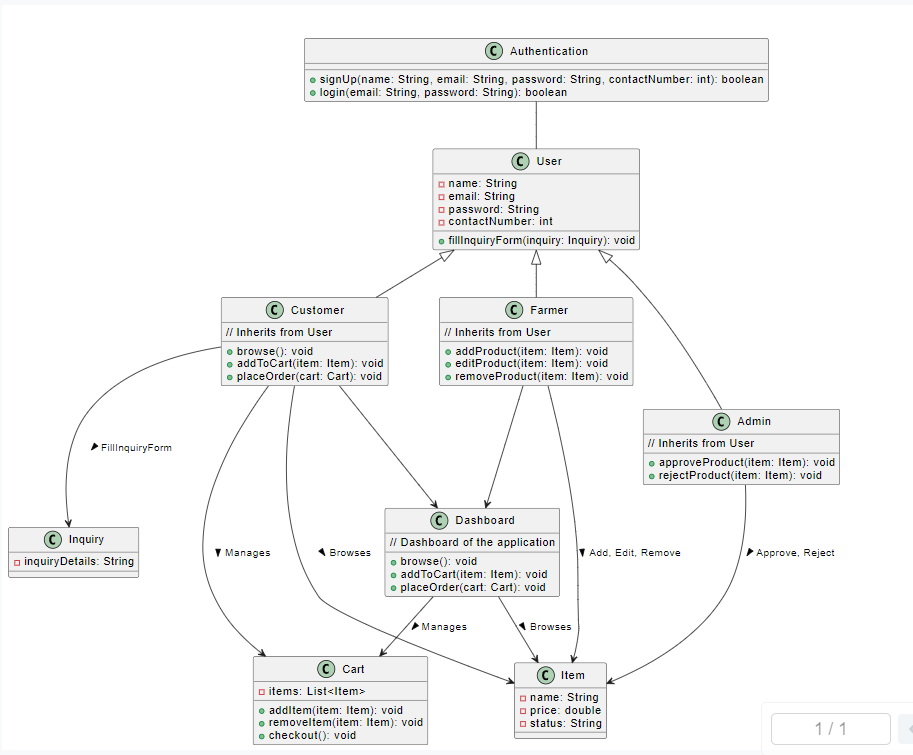 C Authentication
signUp(name: String, email: String, password: String, contactNumber: int): boolean
login(email: String, password: String): boolean
C User
name: String
email: String
password: String
contactNumber: int
fillInquiryForm(inquiry: Inquiry): void
C Customer
// Inherits from User
browse(): void
addToCart(item: Item): void
placeOrder(cart: Cart): void
C Farmer
// Inherits from User
addProduct(item: Item): void
editProduct(item: Item): void
removeProduct(item: Item): void
C Admin
// Inherits from User
approveProduct(item: Item): void
rejectProduct(item: Item): void
FillInquiryForm
C Inquiry
inquiryDetails: String
Manages
Browses
C Dashboard
// Dashboard of the application
browse(): void
addToCart(item: Item): void
placeOrder(cart: Cart): void
Add, Edit, Remove
Approve, Reject
Manages
Browses
C Cart
items: List<Item>
addItem(item: Item): void
removeItem(item: Item): void
checkout(): void
C Item
name: String
price: double
status: String
1 / 1